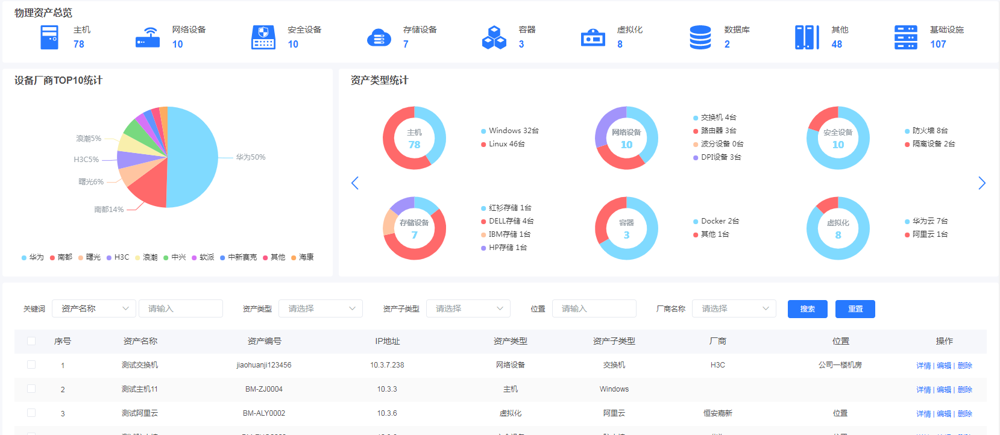 物理资产总览
主机
78
网络设备
10
安全设备
10
存储设备
7
容器
3
虚拟化
8
数据库
2
其他
48
基础设施
107
设备厂商TOP10统计
浪潮5%
H3C5%
曙光6%
南都14%
华为50%
华为 南都 曙光 H3C 浪潮 中兴 软派 中新赛克 其他 海康
资产类型统计
主机
78
Windows 32台
Linux 46台
网络设备
10
交换机 4台
路由器 3台
波分设备 0台
DPI设备 3台
安全设备
10
防火墙 8台
隔离设备 2台
存储设备
7
红衫存储 1台
DELL存储 4台
IBM存储 1台
HP存储 1台
容器
3
Docker 2台
其他 1台
虚拟化
8
华为云 7台
阿里云 1台
关键词 资产名称 请输入 资产类型 请选择 资产子类型 请选择 位置 请输入 厂商名称 请选择 搜索 重置
序号 资产名称 资产编号 IP地址 资产类型 资产子类型 厂商 位置 操作
1 测试交换机 jiaohuanji123456 10.3.7.238 网络设备 交换机 H3C 公司一楼机房 详情 | 编辑 | 删除
2 测试主机11 BM-ZJ0004 10.3.3 主机 Windows 详情 | 编辑 | 删除
3 测试阿里云 BM-ALY0002 10.3.6 虚拟化 阿里云 恒安嘉新 位置 详情 | 编辑 | 删除